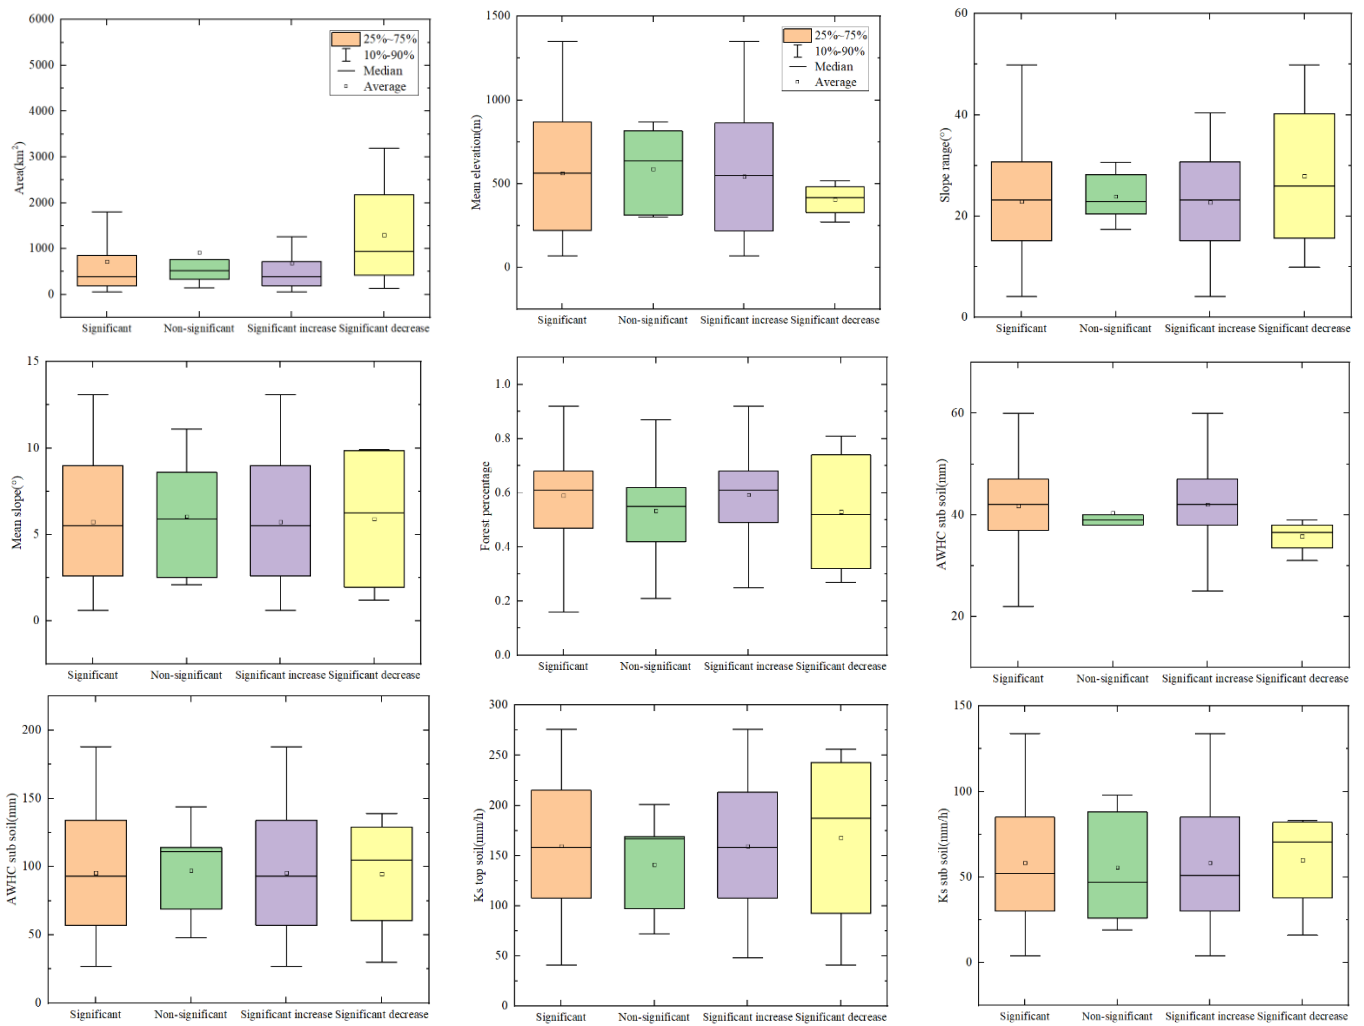 6000
5000
4000
3000
2000
1000
0
Area(km²)
25%~75%
10%-90%
Median
Average
Significant
Non-significant
Significant increase
Significant decrease
1500
1000
500
0
Mean elevation(m)
25%~75%
10%-90%
Median
Average
Significant
Non-significant
Significant increase
Significant decrease
60
40
20
0
Slope range(°)
Significant
Non-significant
Significant increase
Significant decrease
15
10
5
0
Mean slope(°)
Significant
Non-significant
Significant increase
Significant decrease
1.0
0.8
0.6
0.4
0.2
0.0
Forest percentage
Significant
Non-significant
Significant increase
Significant decrease
60
40
20
AWHC sub soil(mm)
Significant
Non-significant
Significant increase
Significant decrease
200
150
100
50
0
AWHC sub soil(mm)
Significant
Non-significant
Significant increase
Significant decrease
300
250
200
150
100
50
0
Ks top soil(mm/h)
Significant
Non-significant
Significant increase
Significant decrease
150
100
50
0
Ks sub soil(mm/h)
Significant
Non-significant
Significant increase
Significant decrease